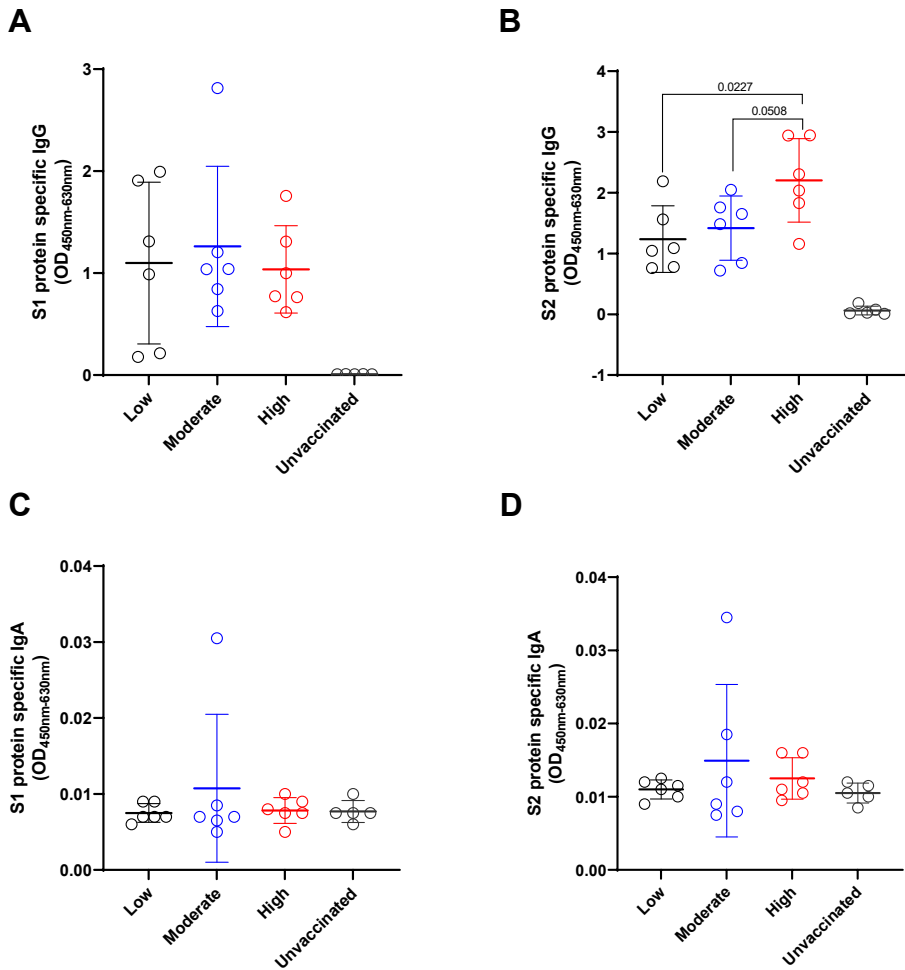 A
S1 protein specific IgG
(OD450nm-630nm)
3
2
1
0
Low
Moderate
High
Unvaccinated
B
S2 protein specific IgG
(OD450nm-630nm)
4
3
2
1
0
-1
0.0227
0.0508
Low
Moderate
High
Unvaccinated
C
S1 protein specific IgA
(OD450nm-630nm)
0.04
0.03
0.02
0.01
0.00
Low
Moderate
High
Unvaccinated
D
S2 protein specific IgA
(OD450nm-630nm)
0.04
0.03
0.02
0.01
0.00
Low
Moderate
High
Unvaccinated